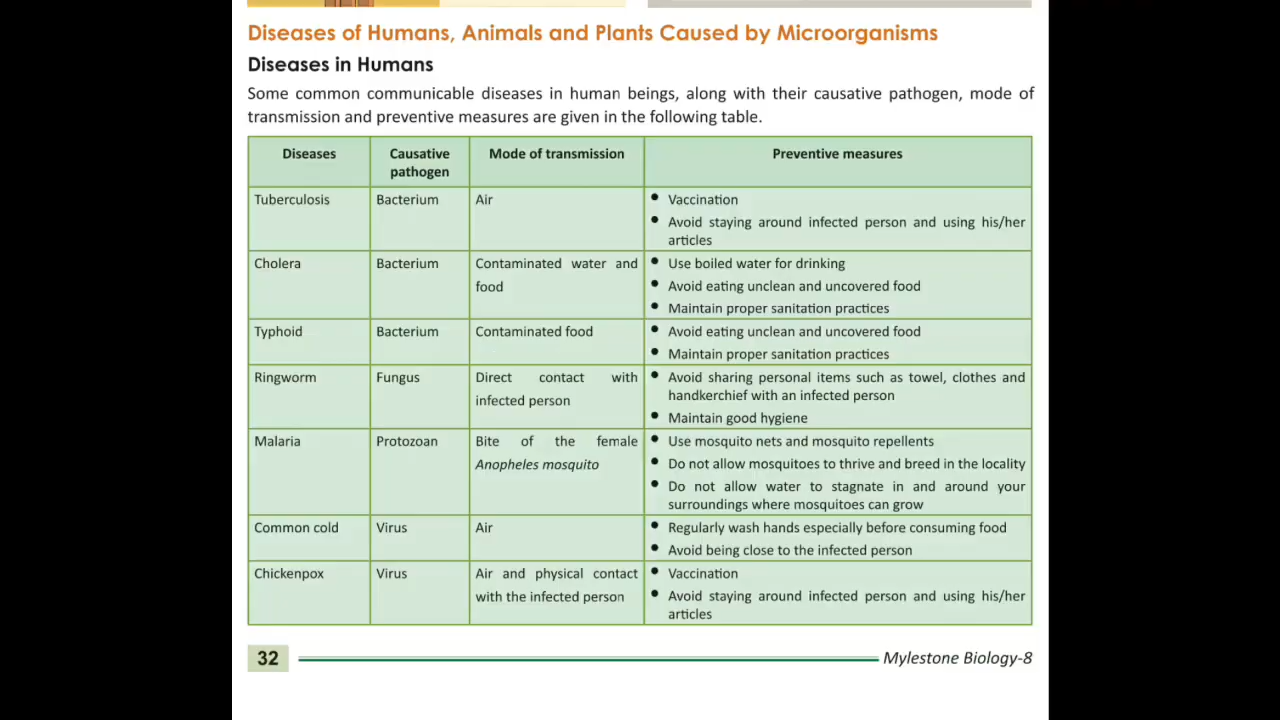 Diseases of Humans, Animals and Plants Caused by Microorganisms
Diseases in Humans
Some common communicable diseases in human beings, along with their causative pathogen, mode of
transmission and preventive measures are given in the following table.
Diseases
Causative
pathogen
Mode of transmission
Preventive measures
Tuberculosis
Bacterium
Air
• Vaccination
• Avoid staying around infected person and using his/her
articles
Cholera
Bacterium
Contaminated water and
food
• Use boiled water for drinking
• Avoid eating unclean and uncovered food
• Maintain proper sanitation practices
Typhoid
Bacterium
Contaminated food
• Avoid eating unclean and uncovered food
• Maintain proper sanitation practices
Ringworm
Fungus
Direct contact with
infected person
• Avoid sharing personal items such as towel, clothes and
handkerchief with an infected person
• Maintain good hygiene
Malaria
Protozoan
Bite of the female
Anopheles mosquito
• Use mosquito nets and mosquito repellents
• Do not allow mosquitoes to thrive and breed in the locality
• Do not allow water to stagnate in and around your
surroundings where mosquitoes can grow
Common cold
Virus
Air
• Regularly wash hands especially before consuming food
• Avoid being close to the infected person
Chickenpox
Virus
Air and physical contact
with the infected person
• Vaccination
• Avoid staying around infected person and using his/her
articles
32
Mylestone Biology-8